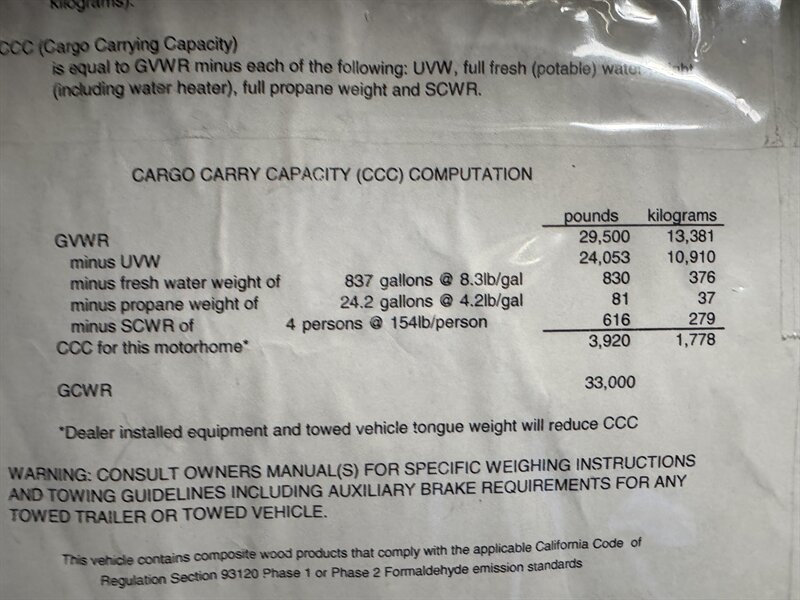 kilograms).
CCC (Cargo Carrying Capacity)
is equal to GVWR minus each of the following: UVW, full fresh (potable) water
(including water heater), full propane weight and SCWR.
CARGO CARRY CAPACITY (CCC) COMPUTATION
pounds kilograms
GVWR 29,500 13,381
minus UVW 24,053 10,910
minus fresh water weight of 837 gallons @ 8.3lb/gal 830 376
minus propane weight of 24.2 gallons @ 4.2lb/gal 81 37
minus SCWR of 4 persons @ 154lb/person 616 279
CCC for this motorhome* 3,920 1,778
GCWR 33,000
*Dealer installed equipment and towed vehicle tongue weight will reduce CCC
WARNING: CONSULT OWNERS MANUAL(S) FOR SPECIFIC WEIGHING INSTRUCTIONS
AND TOWING GUIDELINES INCLUDING AUXILIARY BRAKE REQUIREMENTS FOR ANY
TOWED TRAILER OR TOWED VEHICLE.
This vehicle contains composite wood products that comply with the applicable California Code of
Regulation Section 93120 Phase 1 or Phase 2 Formaldehyde emission standards